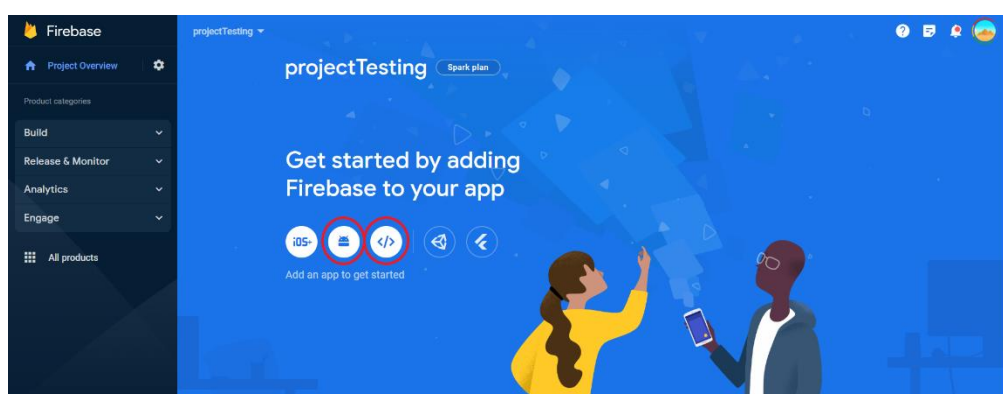 Firebase
projectTesting
Project Overview
projectTesting
Spark plan
Product categories
Build
Release & Monitor
Get started by adding
Firebase to your app
Analytics
Engage
iOS+
</>
All products
Add an app to get started